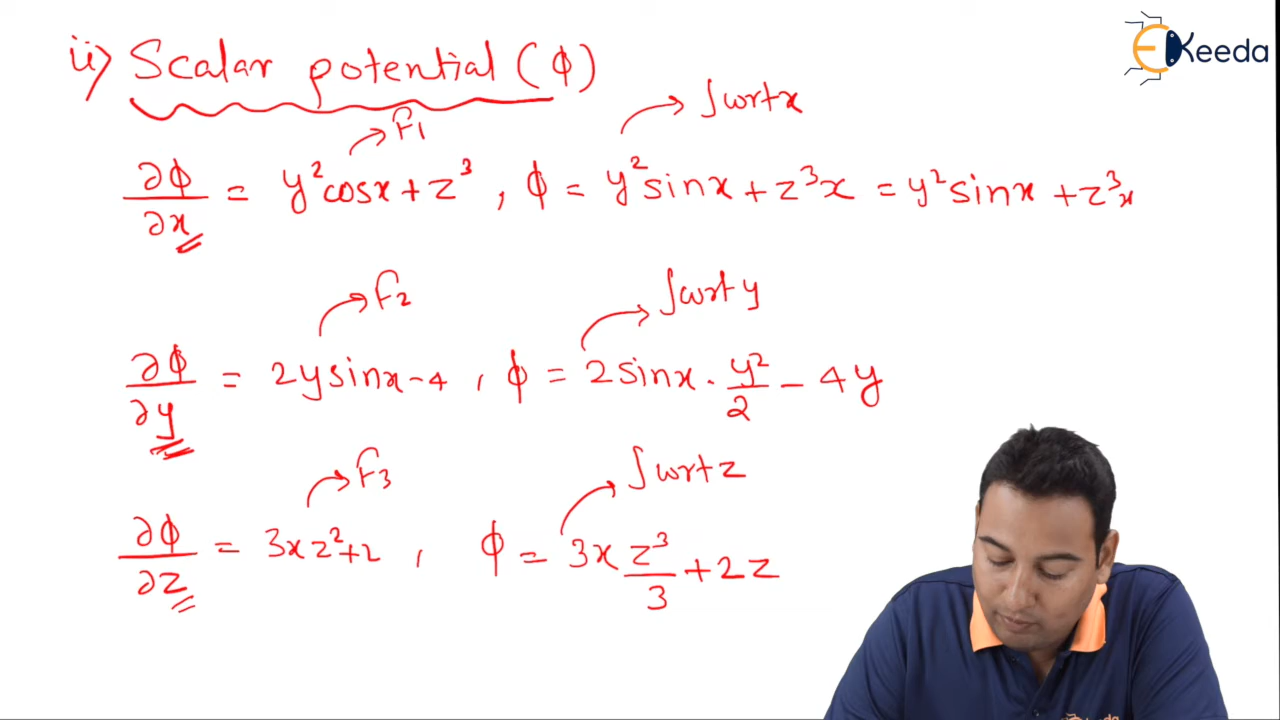 ii) Scalar potential (ϕ)
EKeeda
→ F1
→ ∫wrt x
∂ϕ/∂x = y²cosx + z³ , ϕ = y²sinx + z³x = y²sinx + z³x
→ F2
→ ∫wrt y
∂ϕ/∂y = 2ysinx - 4 , ϕ = 2sinx · y²/2 - 4y
→ F3
→ ∫wrt z
∂ϕ/∂z = 3xz²+2 , ϕ = 3x z³/3 + 2z